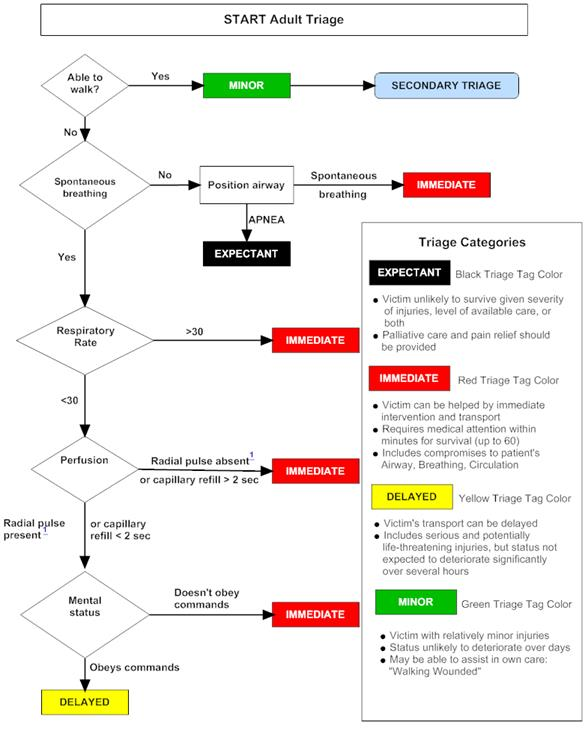 START Adult Triage
Able to
walk?
Yes
MINOR
SECONDARY TRIAGE
No
Spontaneous
breathing
No
Position airway
Spontaneous
breathing
IMMEDIATE
APNEA
EXPECTANT
Yes
Respiratory
Rate
>30
IMMEDIATE
<30
Perfusion
Radial pulse absent1
or capillary refill > 2 sec
IMMEDIATE
Radial pulse
present1
or capillary
refill < 2 sec
Mental
status
Doesn't obey
commands
IMMEDIATE
Obeys commands
DELAYED
Triage Categories
EXPECTANT Black Triage Tag Color
● Victim unlikely to survive given severity
of injuries, level of available care, or
both
● Palliative care and pain relief should
be provided
IMMEDIATE Red Triage Tag Color
● Victim can be helped by immediate
intervention and transport
● Requires medical attention within
minutes for survival (up to 60)
● Includes compromises to patient's
Airway, Breathing, Circulation
DELAYED Yellow Triage Tag Color
● Victim's transport can be delayed
● Includes serious and potentially
life-threatening injuries, but status not
expected to deteriorate significantly
over several hours
MINOR Green Triage Tag Color
● Victim with relatively minor injuries
● Status unlikely to deteriorate over days
● May be able to assist in own care:
"Walking Wounded"